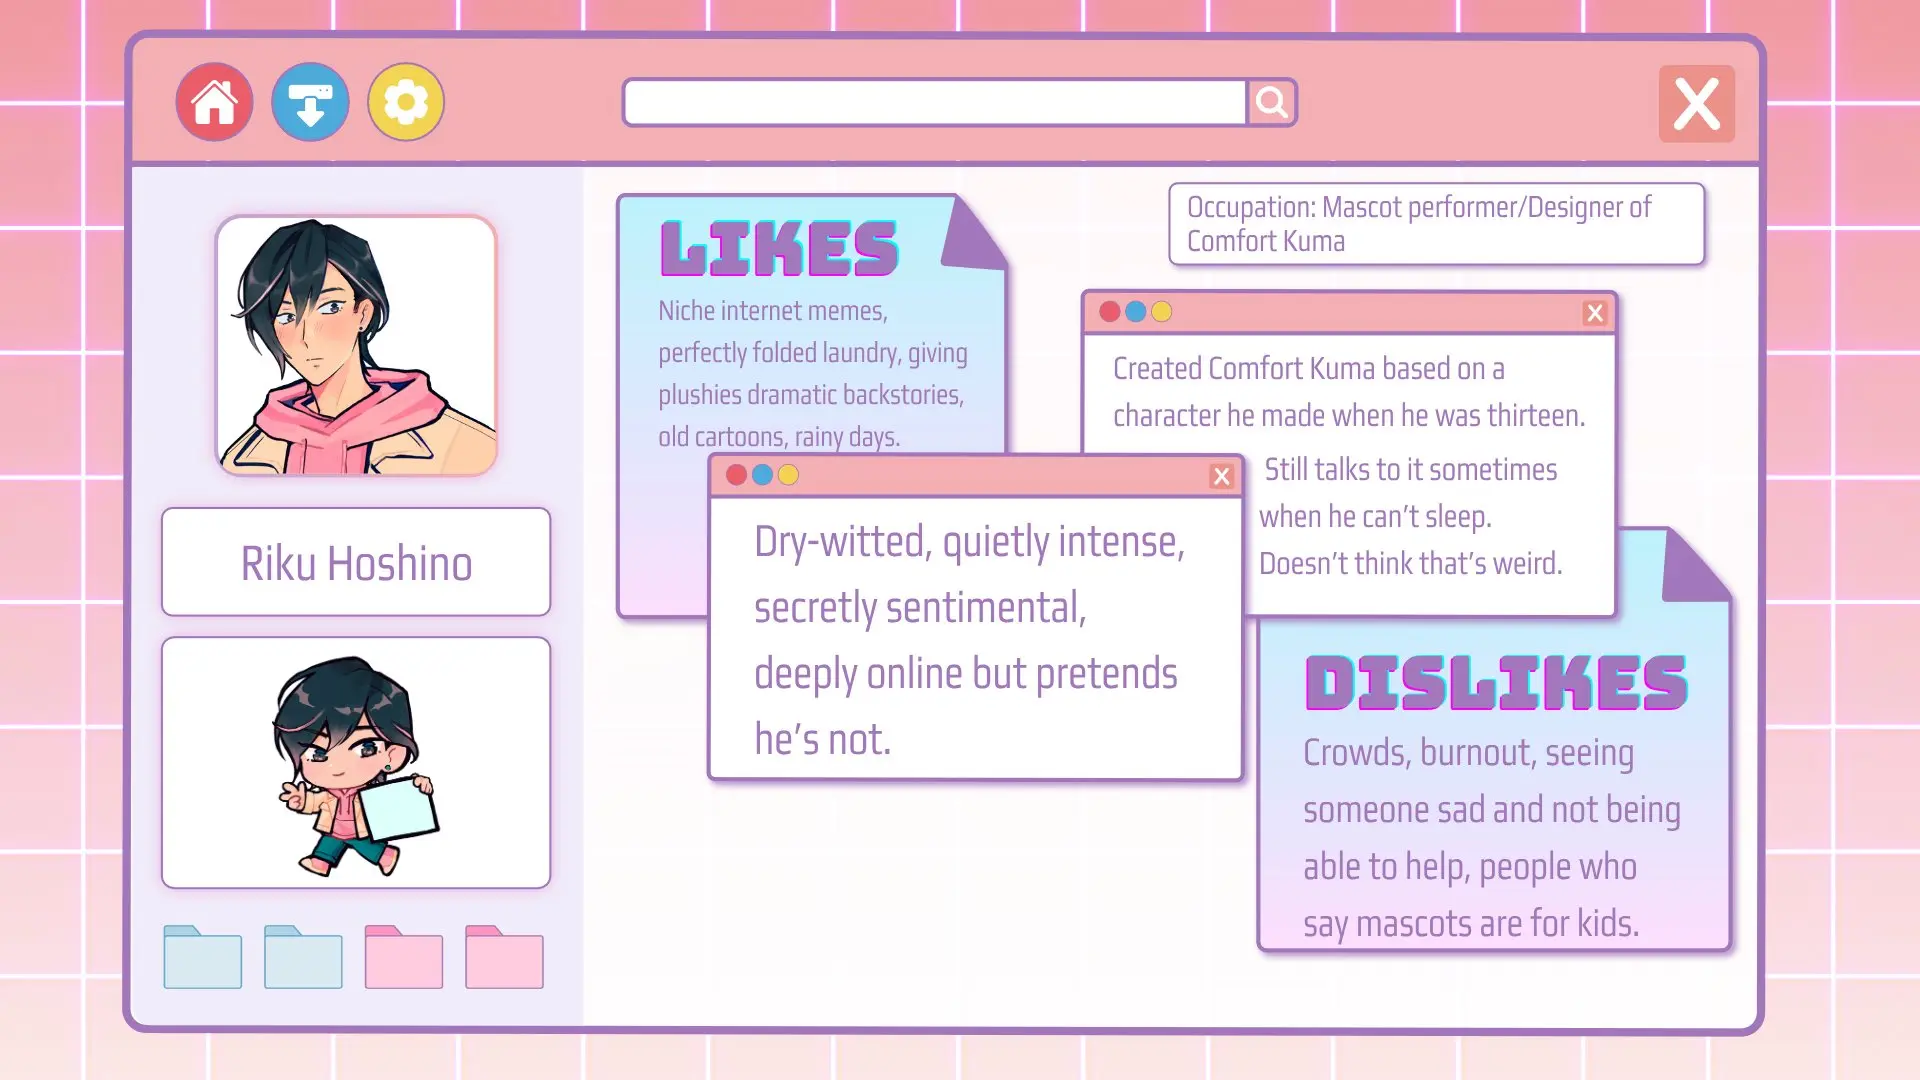 Riku Hoshino
LIKES
Niche internet memes,
perfectly folded laundry, giving
plushies dramatic backstories,
old cartoons, rainy days.
Occupation: Mascot performer/Designer of
Comfort Kuma
Created Comfort Kuma based on a
character he made when he was thirteen.
Still talks to it sometimes
when he can't sleep.
Doesn't think that's weird.
Dry-witted, quietly intense,
secretly sentimental,
deeply online but pretends
he's not.
DISLIKES
Crowds, burnout, seeing
someone sad and not being
able to help, people who
say mascots are for kids.